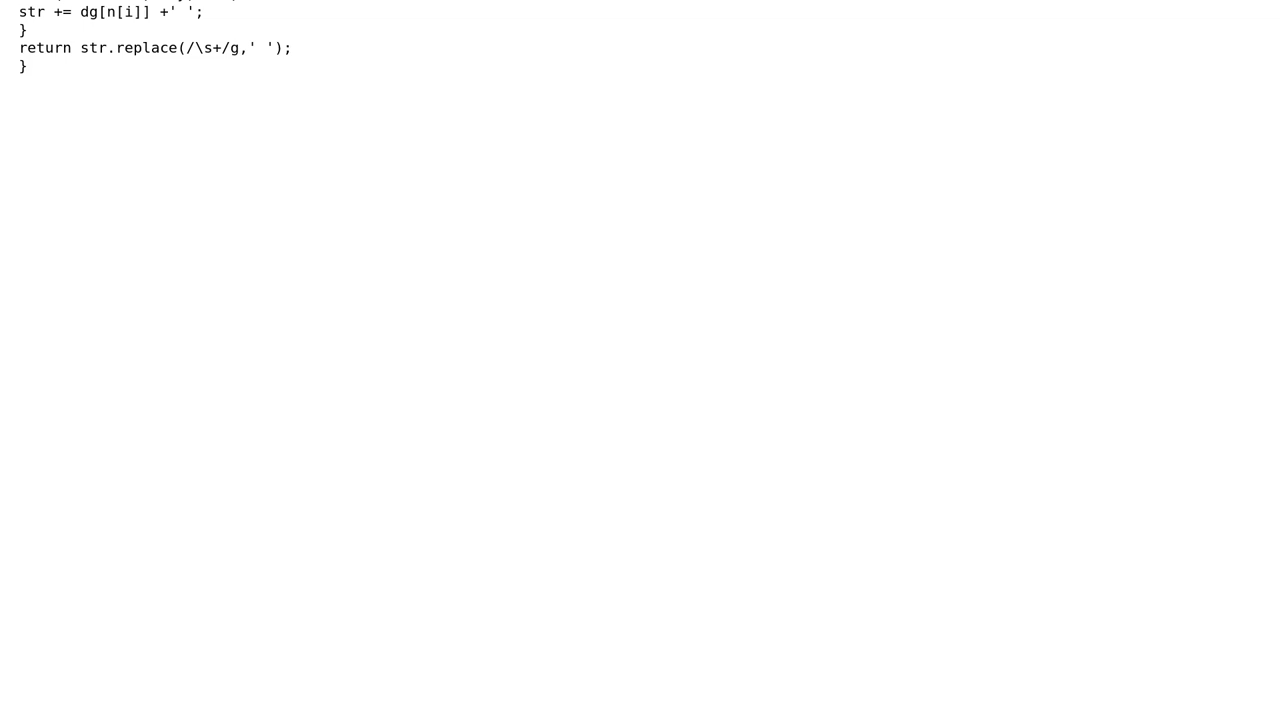 str += dg[n[i]] +' ';
}
return str.replace(/\s+/g,' ');
}